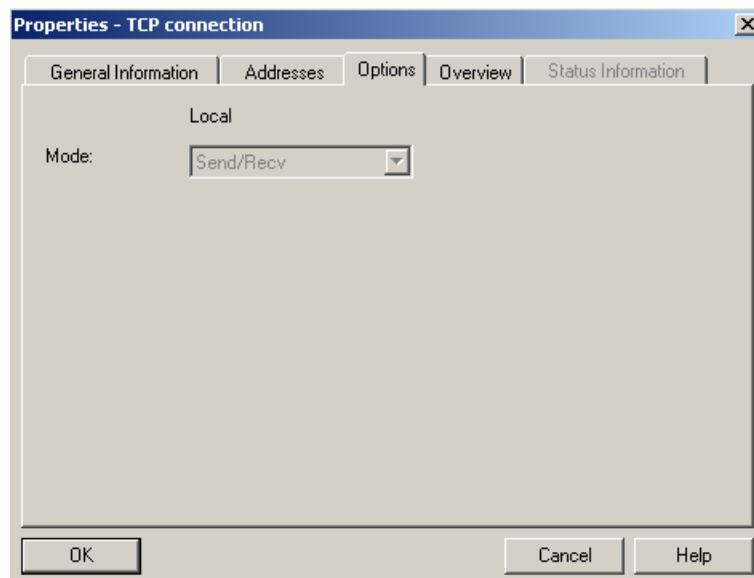 Properties - TCP connection
General Information Addresses Options Overview Status Information
Local
Mode: Send/Recv
OK Cancel Help